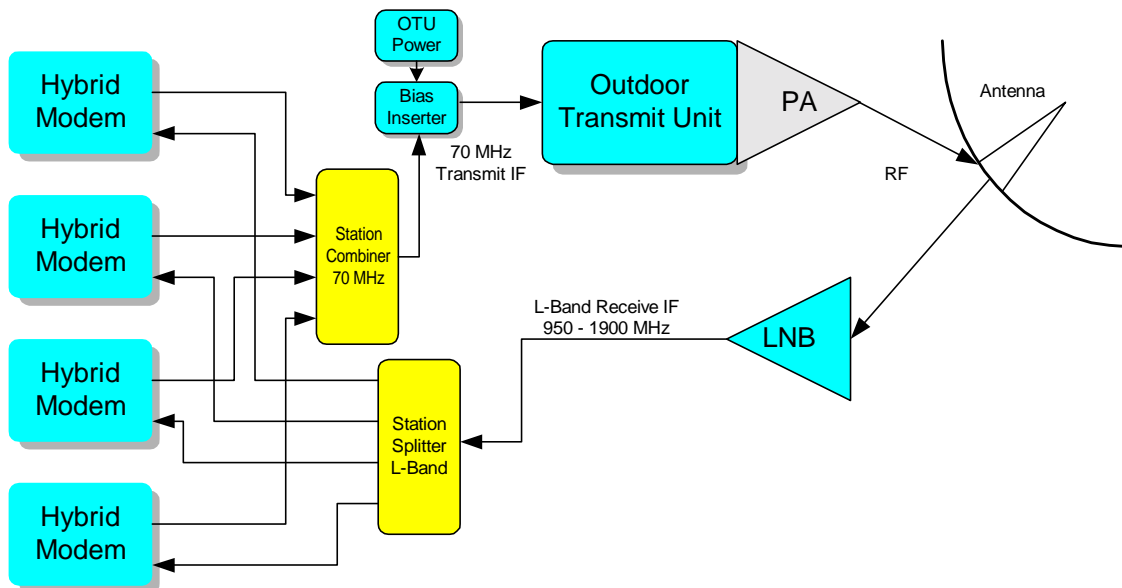 OTU
Power
Hybrid
Modem
Bias
Inserter
Outdoor
Transmit Unit
PA
Antenna
70 MHz
Transmit IF
RF
Hybrid
Modem
Station
Combiner
70 MHz
L-Band Receive IF
950 - 1900 MHz
LNB
Hybrid
Modem
Station
Splitter
L-Band
Hybrid
Modem